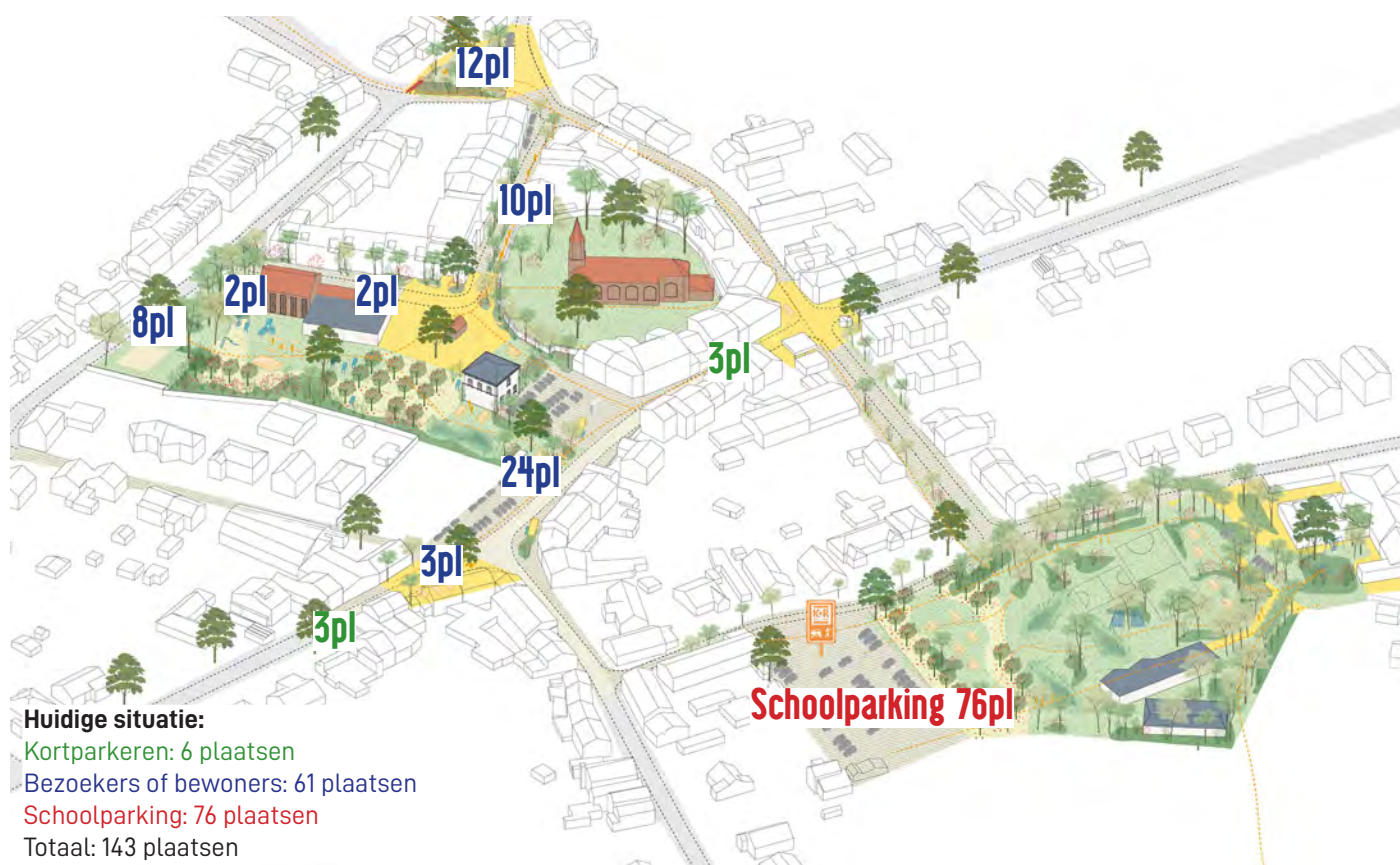 12pl
10pl
2pl
2pl
8pl
3pl
24pl
3pl
3pl
K+R
Schoolparking 76pl
Huidige situatie:
Kortparkeren: 6 plaatsen
Bezoekers of bewoners: 61 plaatsen
Schoolparking: 76 plaatsen
Totaal: 143 plaatsen